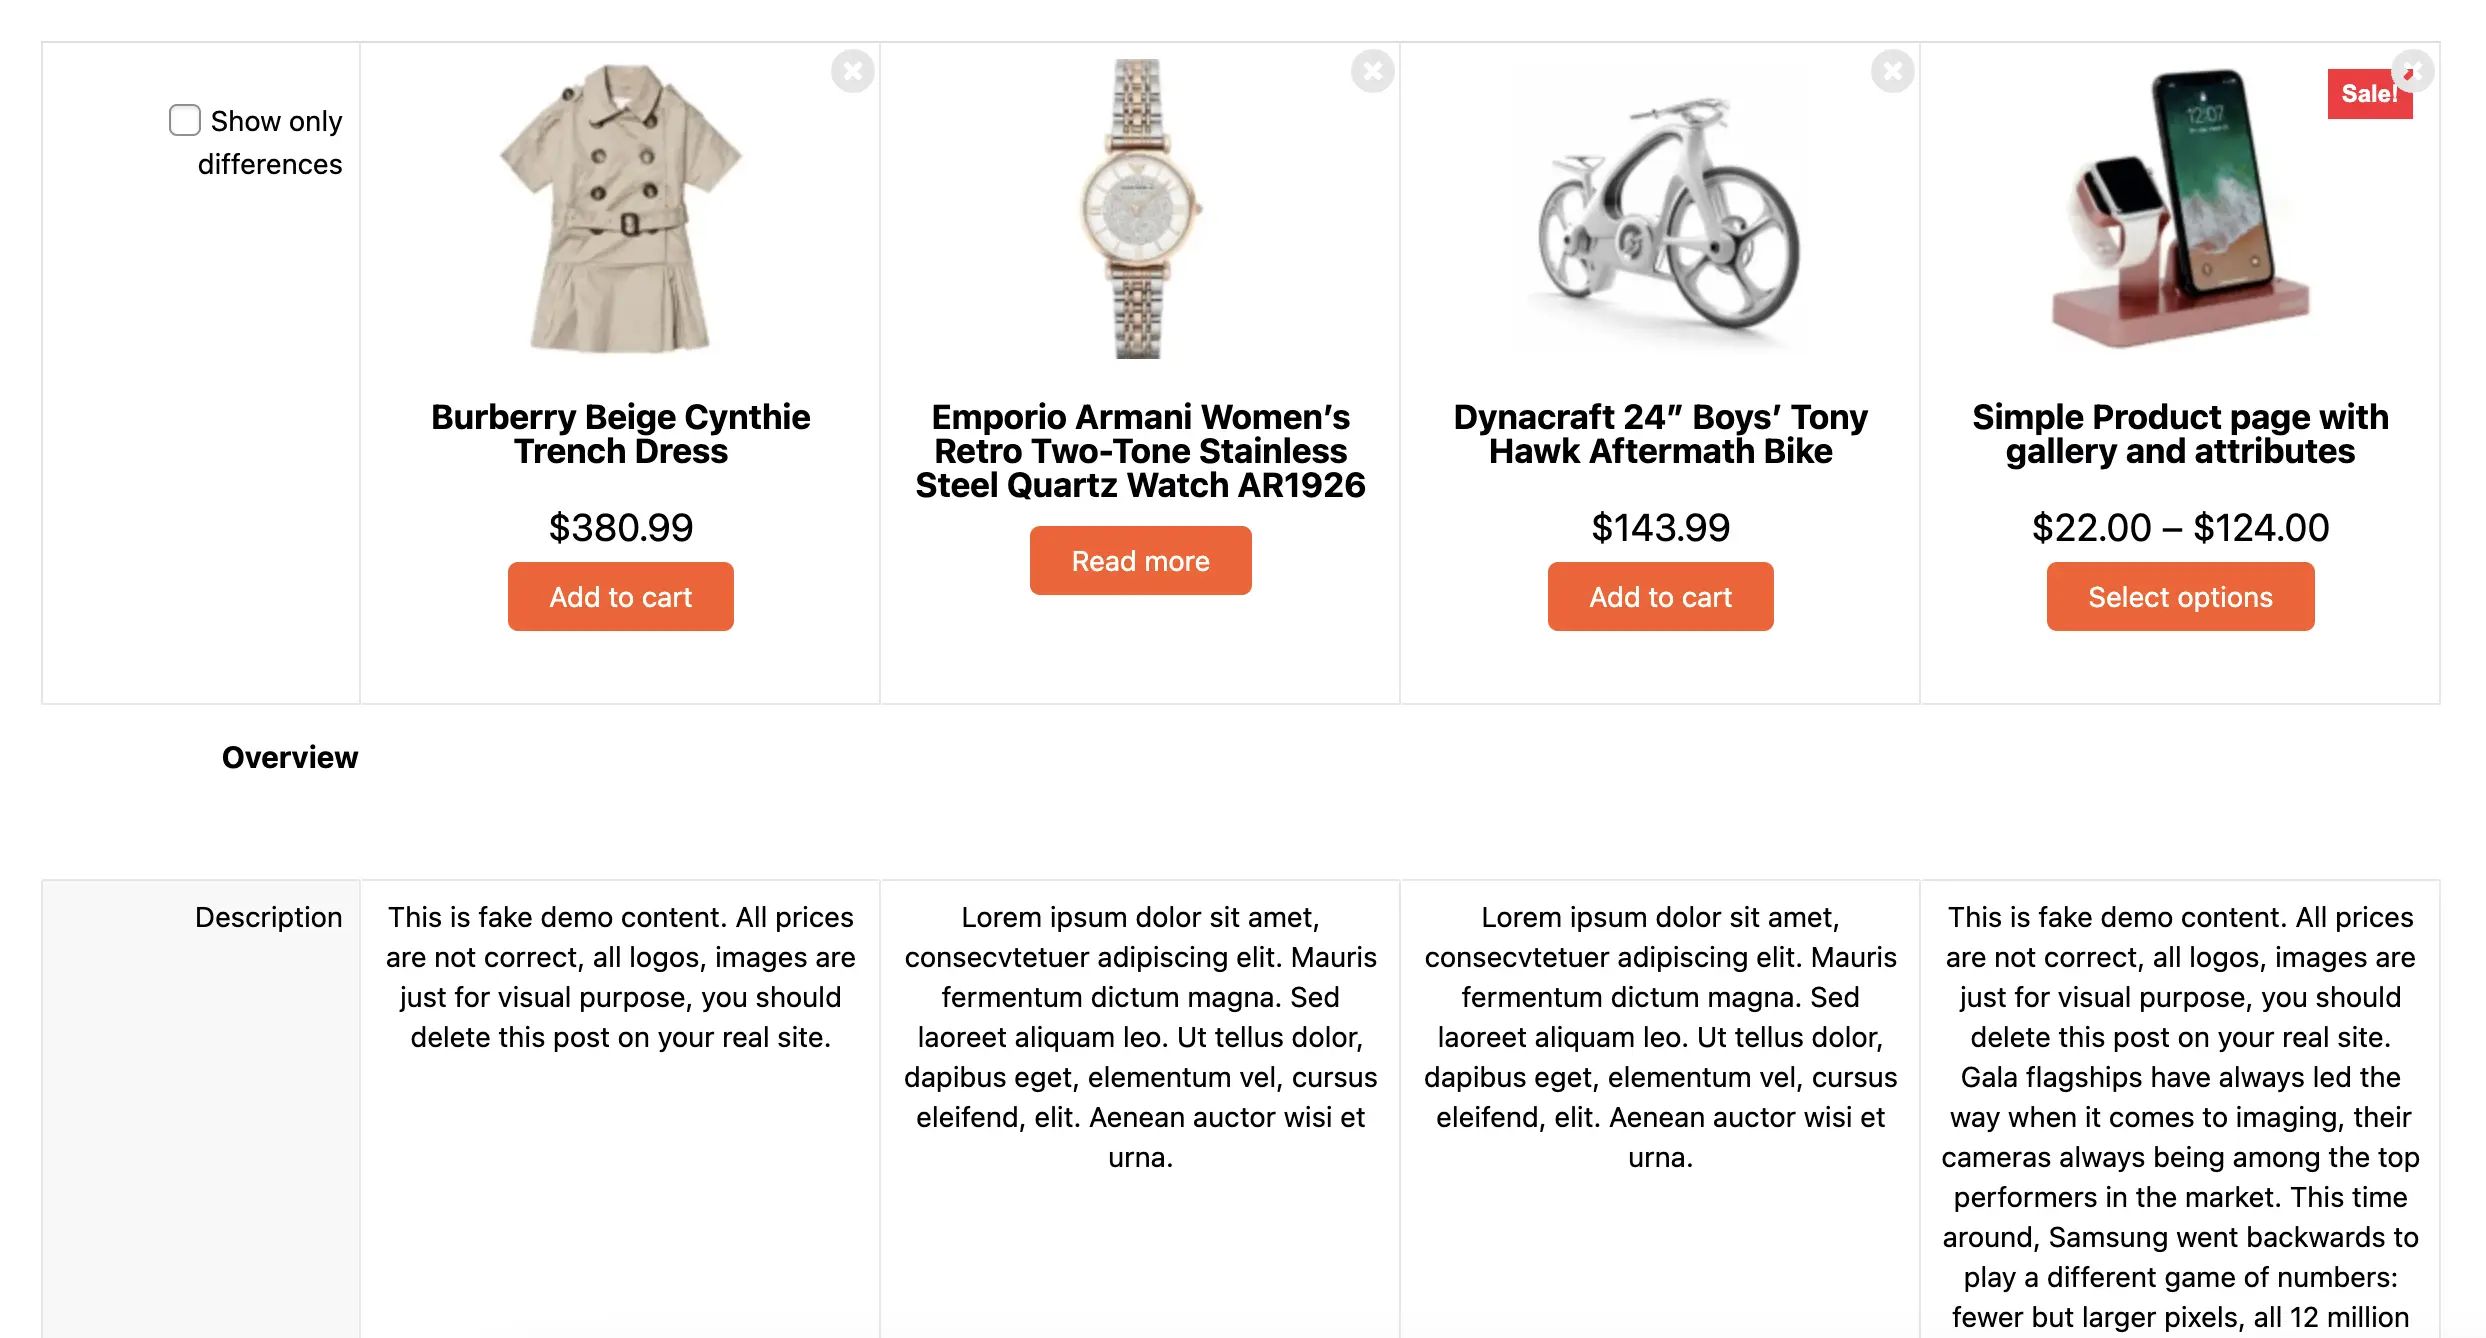 Show only
differences
Sale!
12:07
Burberry Beige Cynthie
Trench Dress
$380.99
Add to cart
Emporio Armani Women’s
Retro Two-Tone Stainless
Steel Quartz Watch AR1926
Read more
Dynacraft 24” Boys’ Tony
Hawk Aftermath Bike
$143.99
Add to cart
Simple Product page with
gallery and attributes
$22.00 – $124.00
Select options
Overview
Description
This is fake demo content. All prices
are not correct, all logos, images are
just for visual purpose, you should
delete this post on your real site.
Lorem ipsum dolor sit amet,
consecvtetuer adipiscing elit. Mauris
fermentum dictum magna. Sed
laoreet aliquam leo. Ut tellus dolor,
dapibus eget, elementum vel, cursus
eleifend, elit. Aenean auctor wisi et
urna.
Lorem ipsum dolor sit amet,
consecvtetuer adipiscing elit. Mauris
fermentum dictum magna. Sed
laoreet aliquam leo. Ut tellus dolor,
dapibus eget, elementum vel, cursus
eleifend, elit. Aenean auctor wisi et
urna.
This is fake demo content. All prices
are not correct, all logos, images are
just for visual purpose, you should
delete this post on your real site.
Gala flagships have always led the
way when it comes to imaging, their
cameras always being among the top
performers in the market. This time
around, Samsung went backwards to
play a different game of numbers:
fewer but larger pixels, all 12 million